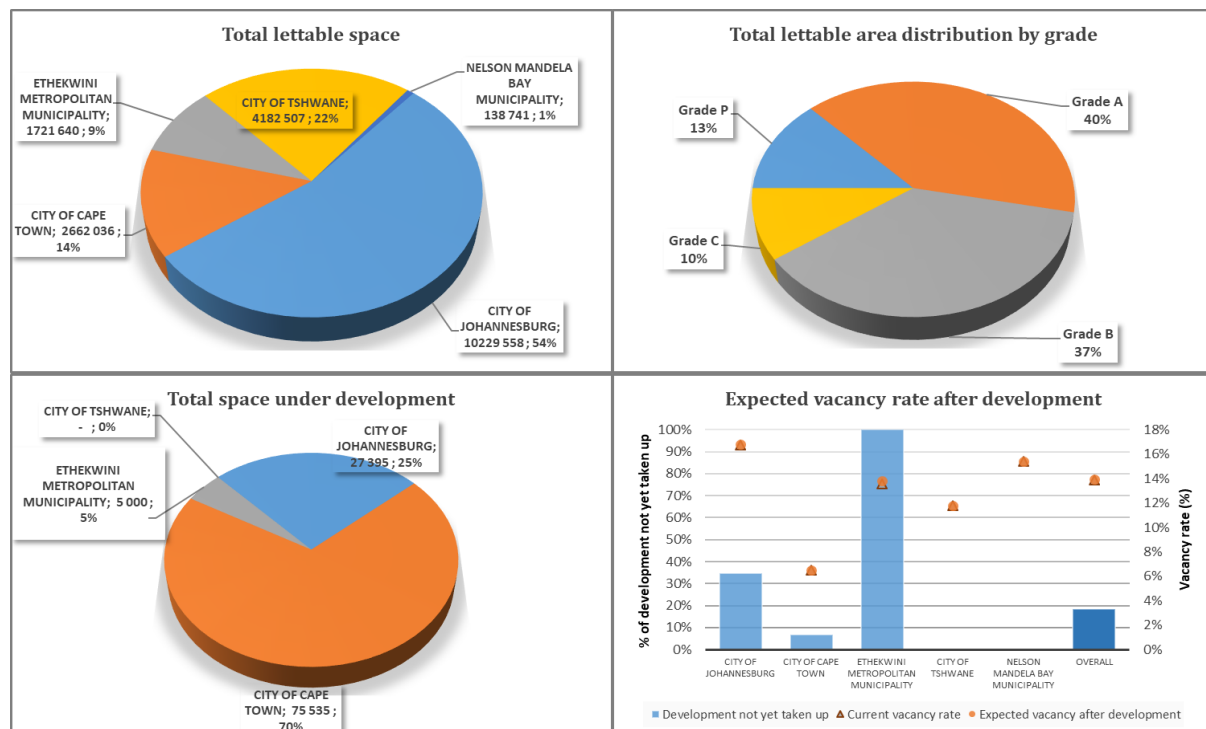 Total lettable space
ETHEKWINI
METROPOLITAN
MUNICIPALITY;
1721 640 ; 9%
CITY OF TSHWANE;
4182 507 ; 22%
NELSON MANDELA
BAY
MUNICIPALITY;
138 741 ; 1%
CITY OF CAPE
TOWN; 2662 036 ;
14%
CITY OF
JOHANNESBURG;
10229 558 ; 54%
Total lettable area distribution by grade
Grade P
13%
Grade A
40%
Grade C
10%
Grade B
37%
Total space under development
CITY OF TSHWANE;
- ; 0%
CITY OF
JOHANNESBURG;
27 395 ; 25%
ETHEKWINI
METROPOLITAN
MUNICIPALITY; 5 000 ;
5%
CITY OF CAPE
TOWN; 75 535 ;
70%
Expected vacancy rate after development
% of development not yet taken up
100%
90%
80%
70%
60%
50%
40%
30%
20%
10%
0%
18%
16%
14%
12%
10%
8%
6%
4%
2%
0%
Vacancy rate (%)
CITY OF
JOHANNESBURG
CITY OF CAPE
TOWN
ETHEKWINI
METROPOLITAN
MUNICIPALITY
CITY OF
TSHWANE
NELSON
MANDELA BAY
MUNICIPALITY
OVERALL
Development not yet taken up
Current vacancy rate
Expected vacancy after development